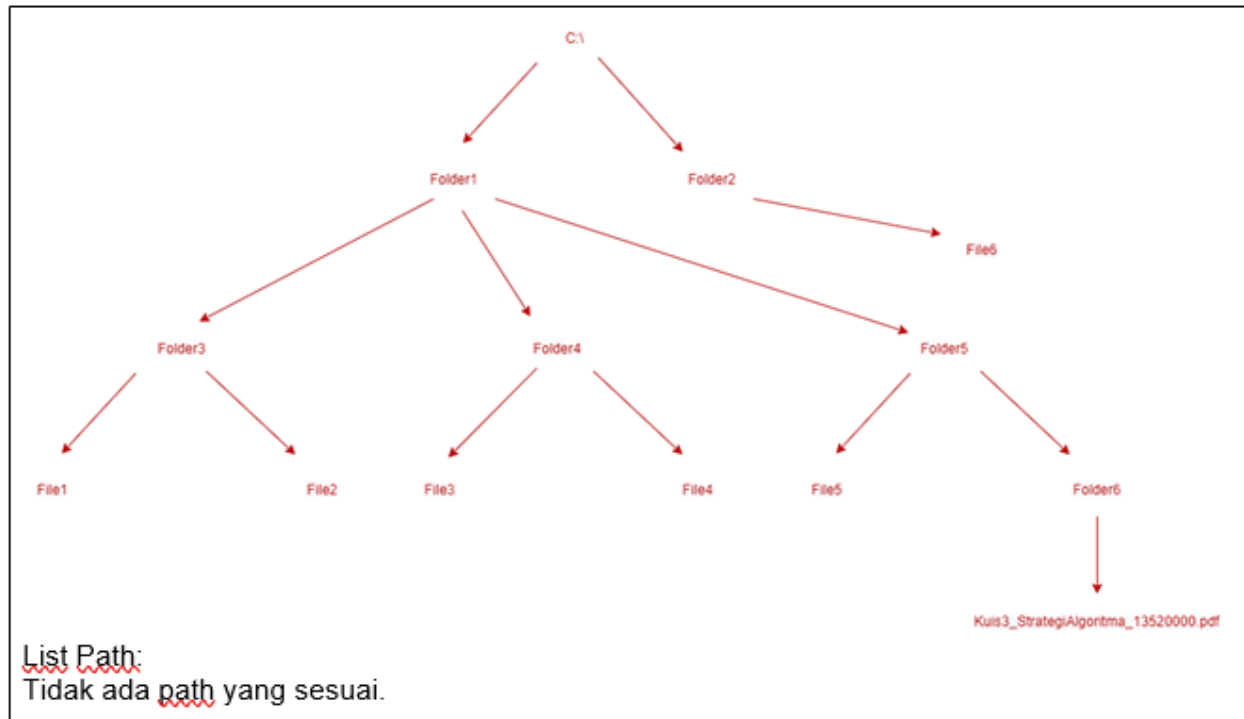 C:\
Folder1 Folder2
File6
Folder3 Folder4 Folder5
File1 File2 File3 File4 File5 Folder6
Kuis3_StrategiAlgoritma_13520000.pdf
List Path:
Tidak ada path yang sesuai.